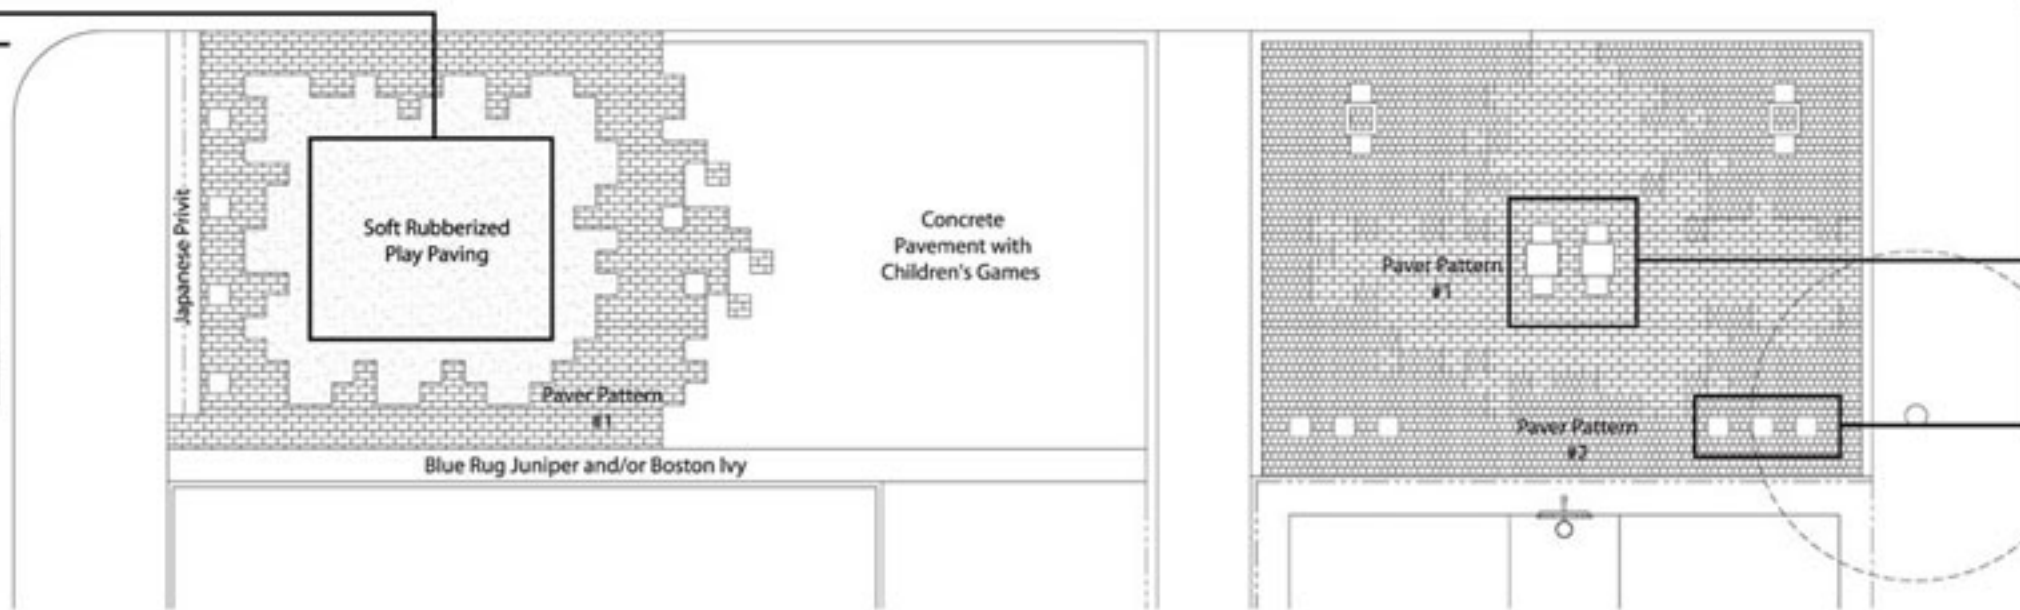 Japanese Privit
Soft Rubberized
Play Paving
Concrete
Pavement with
Children's Games
Paver Pattern
#1
Blue Rug Juniper and/or Boston Ivy
Paver Pattern
#1
Paver Pattern
#2